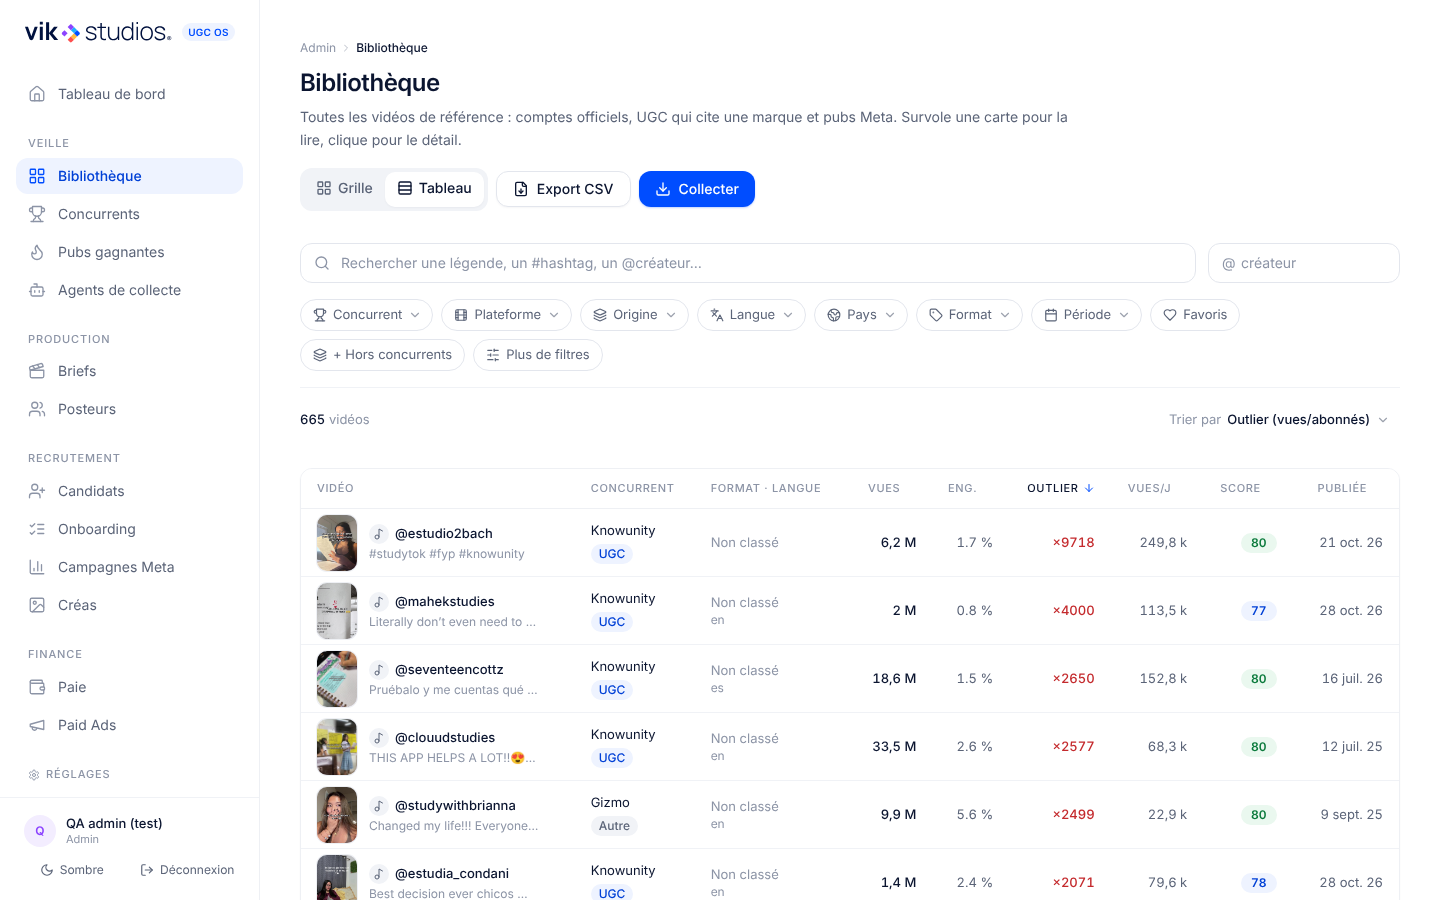 vik studios. UGC OS
Tableau de bord
VEILLE
Bibliothèque
Concurrents
Pubs gagnantes
Agents de collecte
PRODUCTION
Briefs
Posteurs
RECRUTEMENT
Candidats
Onboarding
Campagnes Meta
Créas
FINANCE
Paie
Paid Ads
RÉGLAGES
Q
QA admin (test)
Admin
Sombre
Déconnexion
Admin > Bibliothèque
Bibliothèque
Toutes les vidéos de référence : comptes officiels, UGC qui cite une marque et pubs Meta. Survole une carte pour la
lire, clique pour le détail.
Grille Tableau Export CSV Collecter
Rechercher une légende, un #hashtag, un @créateur... @ créateur
Concurrent Plateforme Origine Langue Pays Format Période Favoris
+ Hors concurrents Plus de filtres
665 vidéos Trier par Outlier (vues/abonnés)
VIDÉO CONCURRENT FORMAT · LANGUE VUES ENG. OUTLIER VUES/J SCORE PUBLIÉE
@estudio2bach
#studytok #fyp #knowunity
Knowunity
UGC
Non classé
6,2 M 1.7 % ×9718 249,8 k 80 21 oct. 26
@mahekstudies
Literally don't even need to ...
Knowunity
UGC
Non classé
en
2 M 0.8 % ×4000 113,5 k 77 28 oct. 26
@seventeencottz
Pruébalo y me cuentas qué ...
Knowunity
UGC
Non classé
es
18,6 M 1.5 % ×2650 152,8 k 80 16 juil. 26
@clouudstudies
THIS APP HELPS A LOT!!😍...
Knowunity
UGC
Non classé
en
33,5 M 2.6 % ×2577 68,3 k 80 12 juil. 25
@studywithbrianna
Changed my life!!! Everyone...
Gizmo
Autre
Non classé
en
9,9 M 5.6 % ×2499 22,9 k 80 9 sept. 25
@estudia_condani
Best decision ever chicos ...
Knowunity
UGC
Non classé
en
1,4 M 2.4 % ×2071 79,6 k 78 28 oct. 26